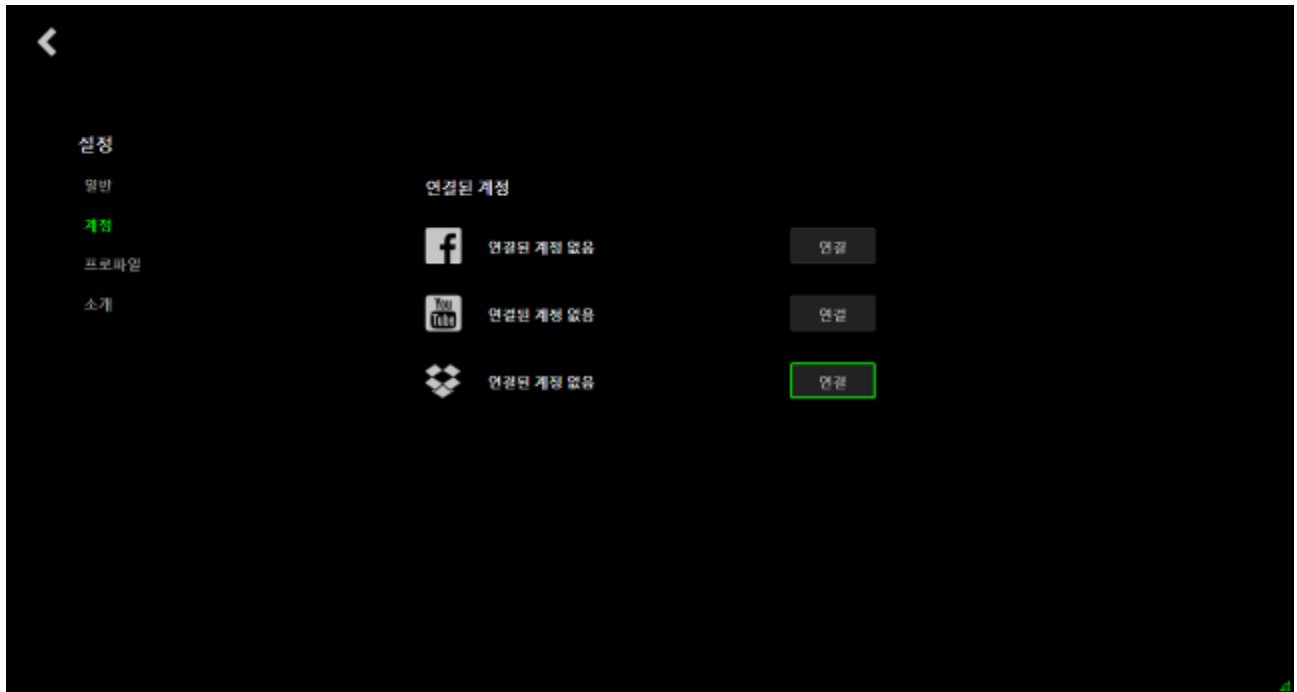 설정
일반
계정
프로파일
소개
연결된 계정
연결된 계정 없음
연결
You Tube
연결된 계정 없음
연결
연결된 계정 없음
연결